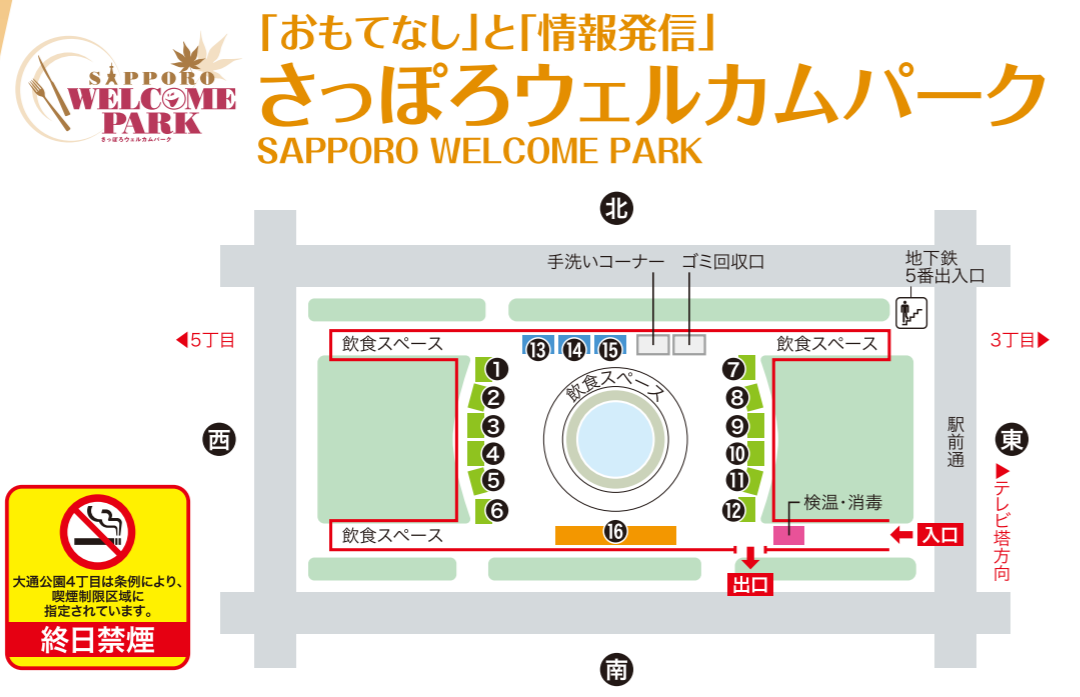 「おもてなし」と「情報発信」
さっぽろウェルカムパーク
SAPPORO WELCOME PARK
SAPPORO
WELCOME
PARK
さっぽろウェルカムパーク
北
手洗いコーナー
ゴミ回収口
地下鉄
5番出入口
◀5丁目
3丁目▶
飲食スペース
⓭
⓮
⓯
飲食スペース
❶
❷
❸
❹
❺
❻
飲食スペース
❼
❽
❾
❿
⓫
⓬
西
駅前通
東
▶テレビ塔方向
検温・消毒
飲食スペース
⓰
入口
出口
南
大通公園4丁目は条例により、
喫煙制限区域に
指定されています。
終日禁煙